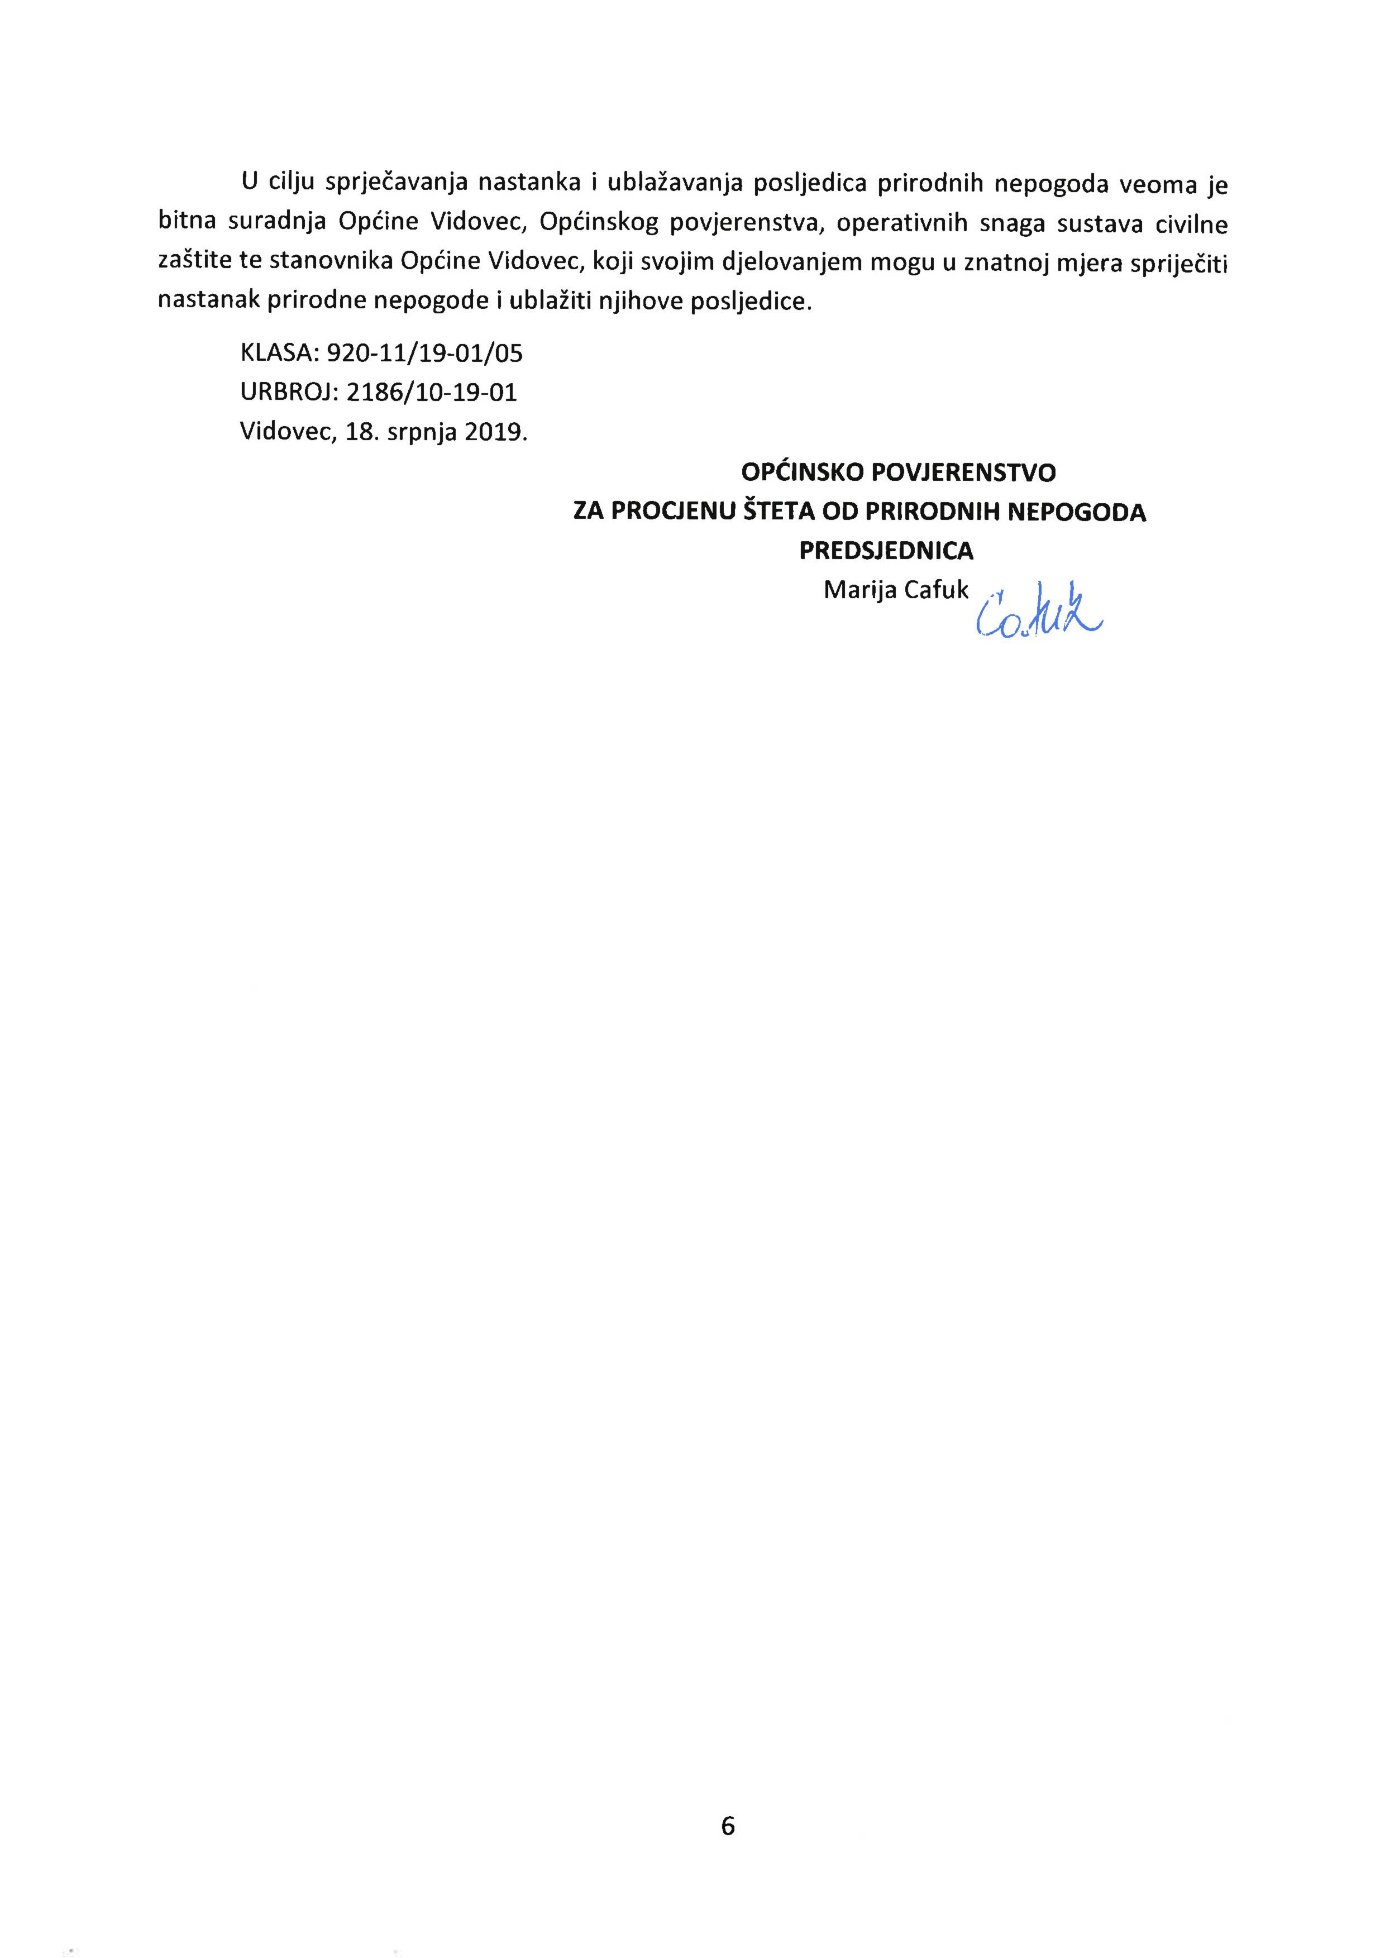 U cilju sprječavanja nastanka i ublažavanja posljedica prirodnih nepogoda veoma je
bitna suradnja Općine Vidovec, Općinskog povjerenstva, operativnih snaga sustava civilne
zaštite te stanovnika Općine Vidovec, koji svojim djelovanjem mogu u znatnoj mjera spriječiti
nastanak prirodne nepogode i ublažiti njihove posljedice.
KLASA: 920-11/19-01/05
URBROJ: 2186/10-19-01
Vidovec, 18. srpnja 2019.
OPĆINSKO POVJERENSTVO
ZA PROCJENU ŠTETA OD PRIRODNIH NEPOGODA
PREDSJEDNICA
Marija Cafuk
6